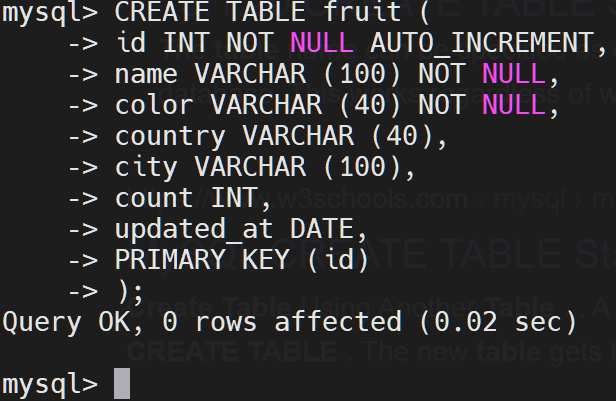 mysql> CREATE TABLE fruit (
    -> id INT NOT NULL AUTO_INCREMENT,
    -> name VARCHAR (100) NOT NULL,
    -> color VARCHAR (40) NOT NULL,
    -> country VARCHAR (40),
    -> city VARCHAR (100),
    -> count INT,
    -> updated_at DATE,
    -> PRIMARY KEY (id)
    -> );
Query OK, 0 rows affected (0.02 sec)
mysql>